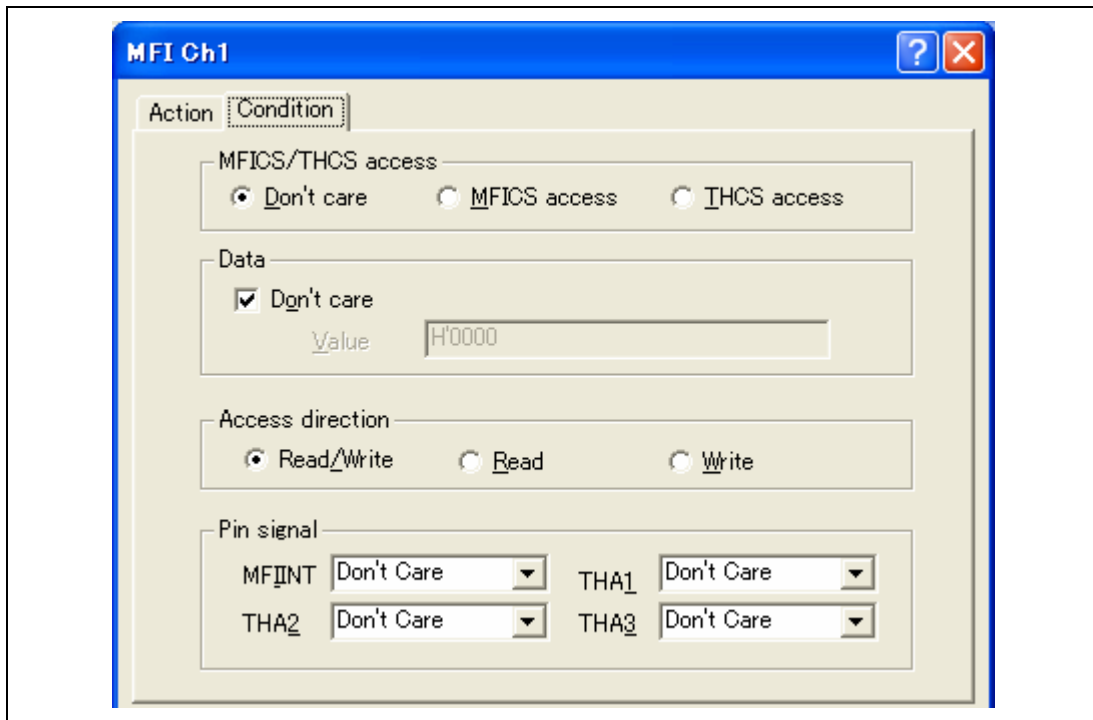 MFI Ch1
Action Condition
MFICS/THCS access
Don't care MFICS access THCS access
Data
Don't care
Value H'0000
Access direction
Read/Write Read Write
Pin signal
MFIINT Don't Care THA1 Don't Care
THA2 Don't Care THA3 Don't Care